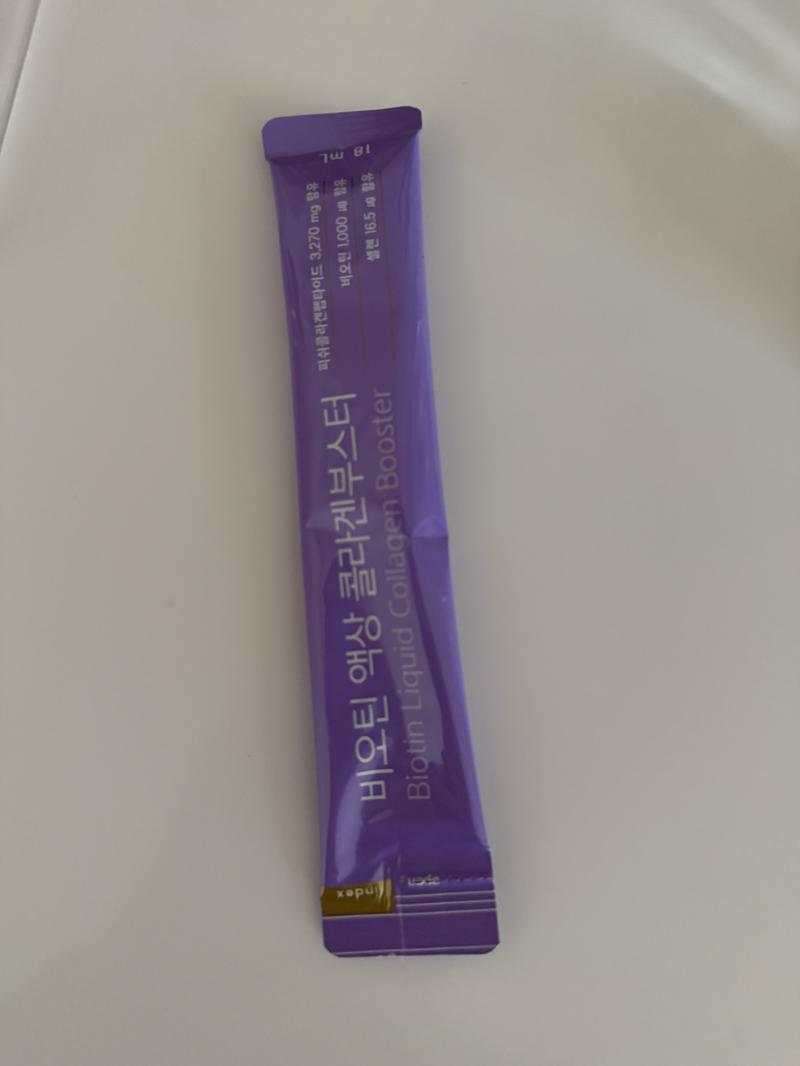 비오틴 액상 콜라겐부스터
Biotin Liquid Collagen Booster
피쉬콜라겐펩타이드 3,270 mg 함유
비오틴 1,000 ㎍ 함유
셀렌 16.5 ㎍ 함유
18 mL
index
open